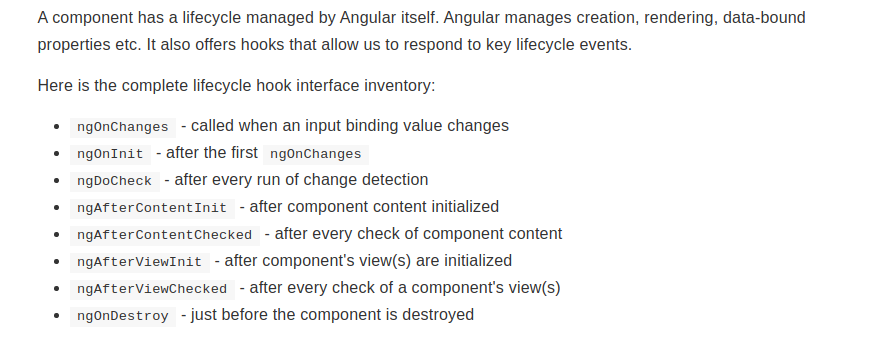 A component has a lifecycle managed by Angular itself. Angular manages creation, rendering, data-bound
properties etc. It also offers hooks that allow us to respond to key lifecycle events.
Here is the complete lifecycle hook interface inventory:
• ngOnChanges - called when an input binding value changes
• ngOnInit - after the first ngOnChanges
• ngDoCheck - after every run of change detection
• ngAfterContentInit - after component content initialized
• ngAfterContentChecked - after every check of component content
• ngAfterViewInit - after component's view(s) are initialized
• ngAfterViewChecked - after every check of a component's view(s)
• ngOnDestroy - just before the component is destroyed